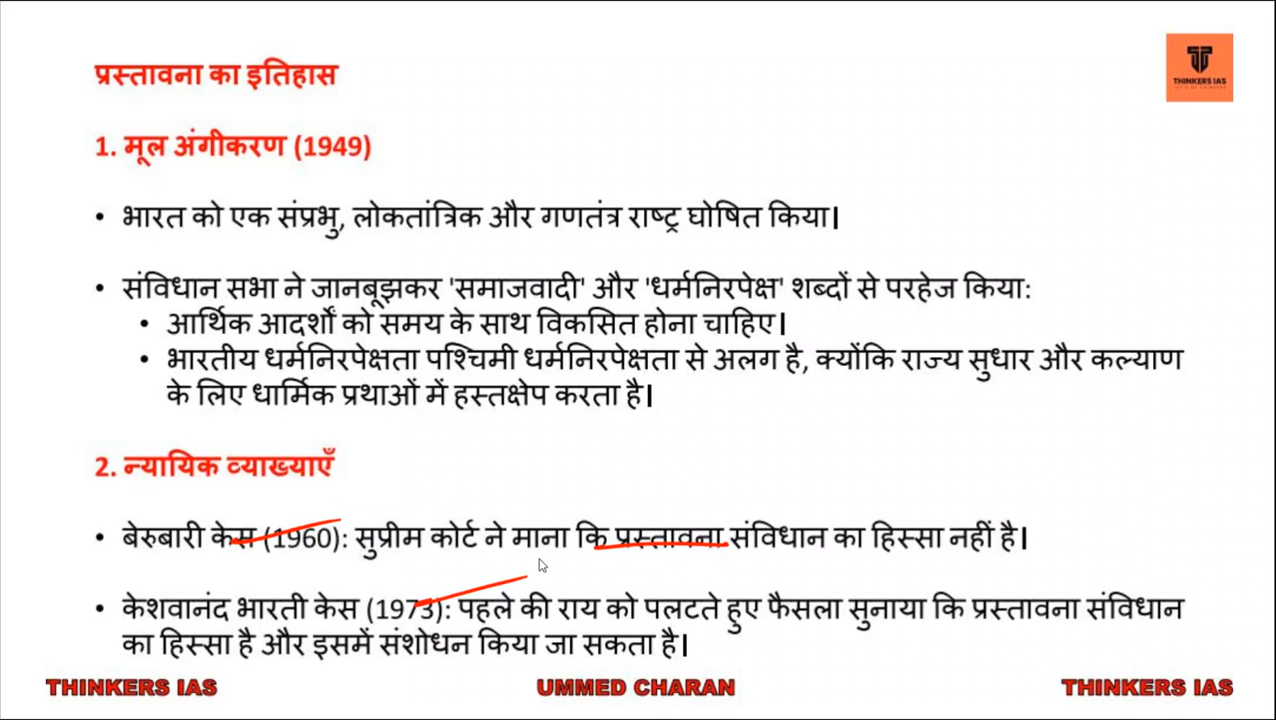 प्रस्तावना का इतिहास
THINKERS IAS
1. मूल अंगीकरण (1949)
• भारत को एक संप्रभु, लोकतांत्रिक और गणतंत्र राष्ट्र घोषित किया।
• संविधान सभा ने जानबूझकर 'समाजवादी' और 'धर्मनिरपेक्ष' शब्दों से परहेज किया:
• आर्थिक आदर्शों को समय के साथ विकसित होना चाहिए।
• भारतीय धर्मनिरपेक्षता पश्चिमी धर्मनिरपेक्षता से अलग है, क्योंकि राज्य सुधार और कल्याण
के लिए धार्मिक प्रथाओं में हस्तक्षेप करता है।
2. न्यायिक व्याख्याएँ
• बेरुबारी केस (1960): सुप्रीम कोर्ट ने माना कि प्रस्तावना संविधान का हिस्सा नहीं है।
• केशवानंद भारती केस (1973): पहले की राय को पलटते हुए फैसला सुनाया कि प्रस्तावना संविधान
का हिस्सा है और इसमें संशोधन किया जा सकता है।
THINKERS IAS UMMED CHARAN THINKERS IAS